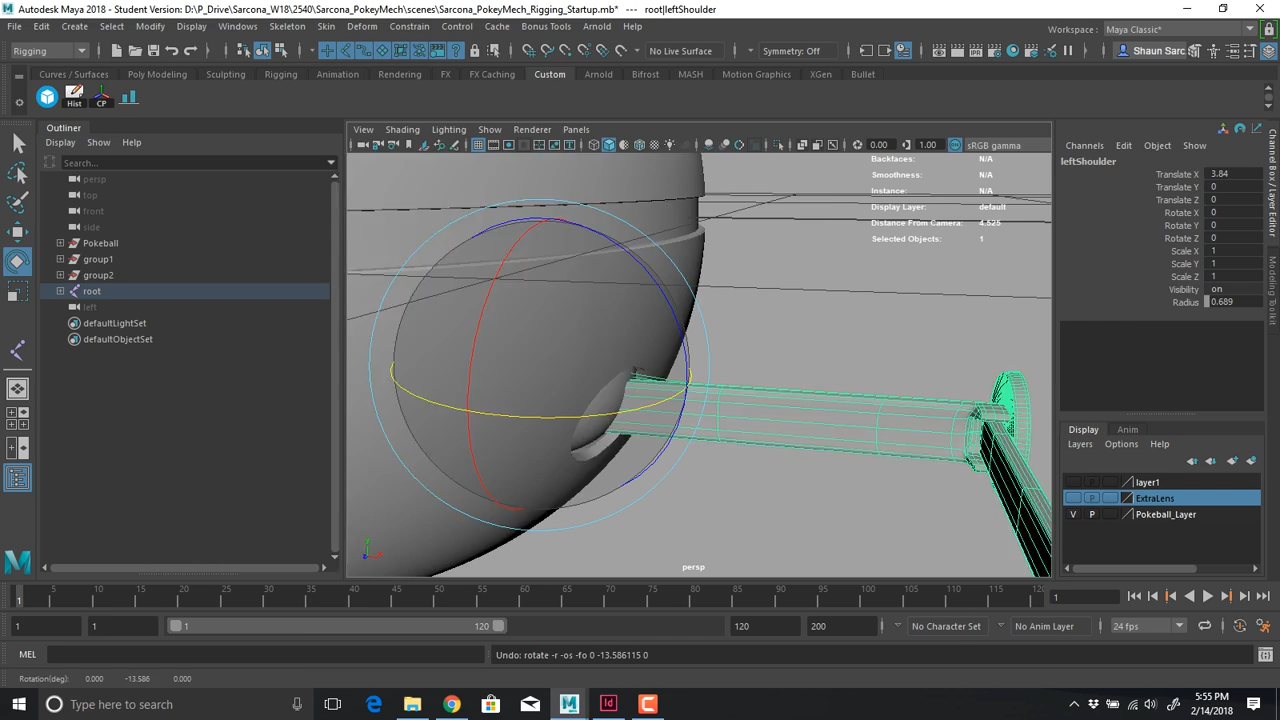 Autodesk Maya 2018 - Student Version: D:\P_Drive\Sarcona_W18\2540\Sarcona_PokeyMech\scenes\Sarcona_PokeyMech_Rigging_Startup.mb* --- root|leftShoulder
File Edit Create Select Modify Display Windows Skeleton Skin Deform Constrain Control Cache Bonus Tools Arnold Help
Workspace: Maya Classic*
Rigging No Live Surface Symmetry: Off Shaun Sarc
Curves / Surfaces Poly Modeling Sculpting Rigging Animation Rendering FX FX Caching Custom Arnold Bifrost MASH Motion Graphics XGen Bullet
Hist CP
Outliner
Display Show Help
Search...
persp
top
front
side
Pokeball
group1
group2
root
left
defaultLightSet
defaultObjectSet
View Shading Lighting Show Renderer Panels
0.00 1.00 sRGB gamma
Backfaces: N/A
Smoothness: N/A
Instance: N/A
Display Layer: default
Distance From Camera: 4.525
Selected Objects: 1
persp
Channels Edit Object Show
leftShoulder
Translate X 3.84
Translate Y 0
Translate Z 0
Rotate X 0
Rotate Y 0
Rotate Z 0
Scale X 1
Scale Y 1
Scale Z 1
Visibility on
Radius 0.689
Channel Box / Layer Editor
Modeling Toolkit
Display Anim
Layers Options Help
P layer1
P ExtraLens
V P Pokeball_Layer
1 5 10 15 20 25 30 35 40 45 50 55 60 65 70 75 80 85 90 95 100 105 110 115 120
1
1 1 1 120 120 200 No Character Set No Anim Layer 24 fps
MEL Undo: rotate -r -os -fo 0 -13.586115 0
Rotation(deg): 0.000 -13.586 0.000
Type here to search
5:55 PM
2/14/2018